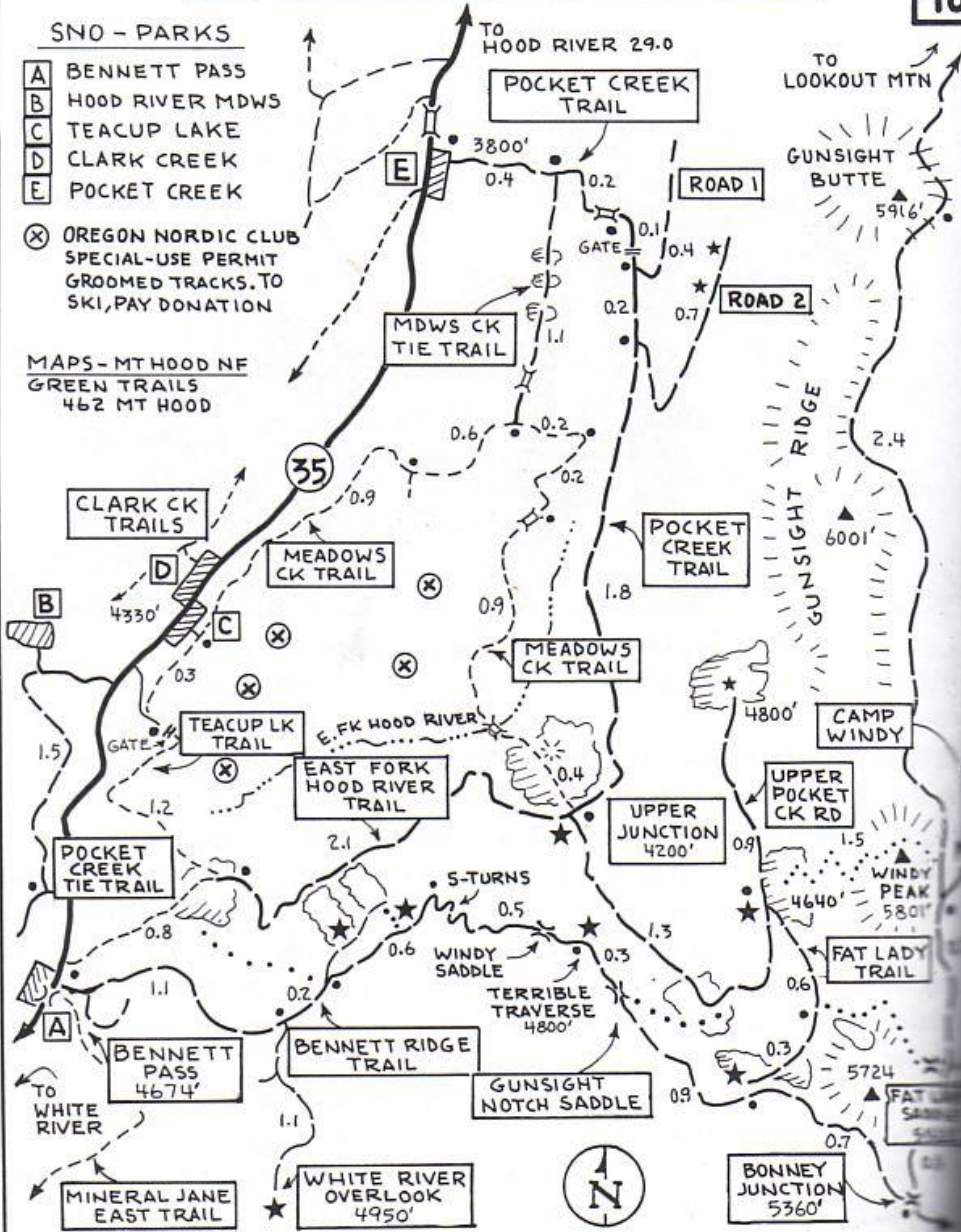 SNO - PARKS
A BENNETT PASS
B HOOD RIVER MDWS
C TEACUP LAKE
D CLARK CREEK
E POCKET CREEK
OREGON NORDIC CLUB
SPECIAL-USE PERMIT
GROOMED TRACKS. TO
SKI, PAY DONATION
MAPS - MT HOOD NF
GREEN TRAILS
462 MT HOOD
TO
HOOD RIVER 29.0
POCKET CREEK
TRAIL
TO
LOOKOUT MTN
GUNSIGHT
BUTTE
5916'
E
3800'
0.4
0.2
ROAD 1
0.1
GATE
0.4
0.2
ROAD 2
0.7
MDWS CK
TIE TRAIL
1.1
GUNSIGHT RIDGE
2.4
6001'
35
0.6
0.2
0.2
0.9
CLARK CK
TRAILS
MEADOWS
CK TRAIL
POCKET
CREEK
TRAIL
1.8
D
B
4330'
C
0.9
MEADOWS
CK TRAIL
0.3
4800'
CAMP
WINDY
GATE
TEACUP LK
TRAIL
E. FK HOOD RIVER
1.5
EAST FORK
HOOD RIVER
TRAIL
0.4
UPPER
JUNCTION
4200'
UPPER
POCKET
CK RD
1.2
2.1
0.9
1.5
POCKET
CREEK
TIE TRAIL
S-TURNS
4640'
WINDY
PEAK
5801'
0.5
0.8
0.6
WINDY
SADDLE
0.3
1.3
FAT LADY
TRAIL
1.1
0.2
TERRIBLE
TRAVERSE
4800'
0.6
A
BENNETT
PASS
4674'
BENNETT RIDGE
TRAIL
GUNSIGHT
NOTCH SADDLE
0.3
5724
0.9
FAT
TO
WHITE
RIVER
1.1
0.7
MINERAL JANE
EAST TRAIL
WHITE RIVER
OVERLOOK
4950'
N
BONNEY
JUNCTION
5360'